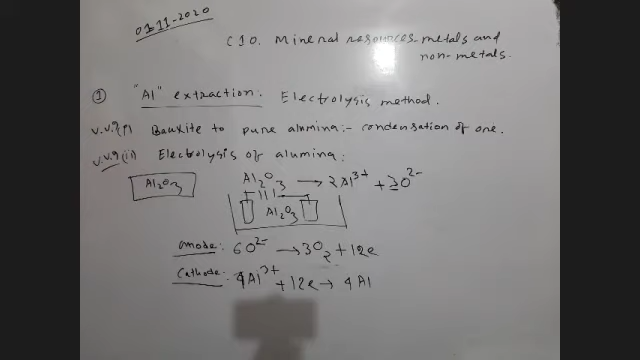 01-11-2020
C10. Mineral resources-metals and
non-metals.
① "Al" extraction. Electrolysis method.
v.v.q(i) Bauxite to pure alumina:- condensation of one.
v.v.q(ii) Electrolysis of alumina:
Al₂O₃
Al₂O₃ → 2Al³⁺ + 3O²⁻
Al₂O₃
anode: 6O²⁻ → 3O₂ + 12e
Cathode: 4Al³⁺ + 12e → 4Al